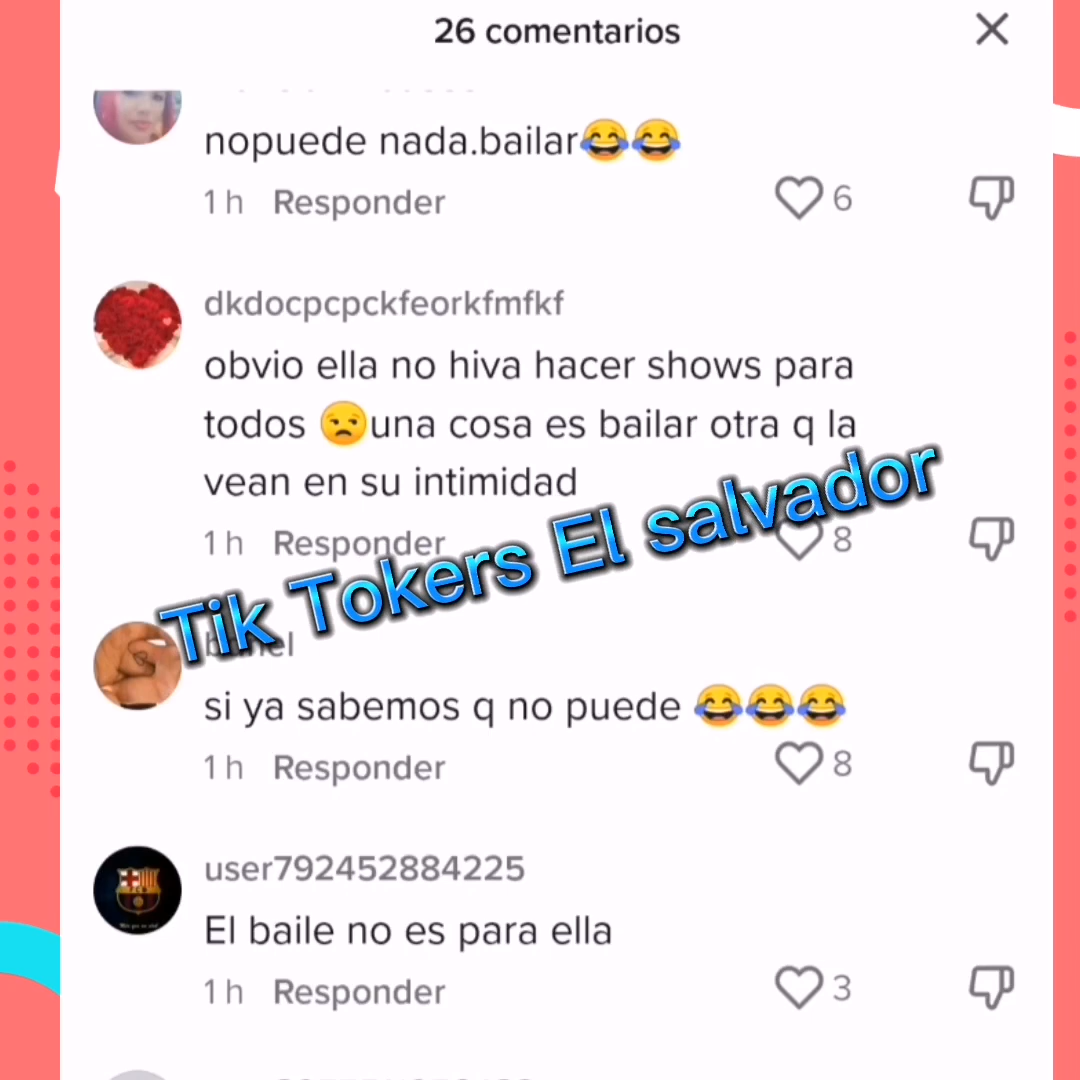 26 comentarios
nopuede nada.bailar😂😂
1 h Responder 6
dkdocpcpckfeorkfmfkf
obvio ella no hiva hacer shows para
todos 😒una cosa es bailar otra q la
vean en su intimidad
1 h Responder 8
Tik Tokers El salvador
si ya sabemos q no puede 😂😂😂
1 h Responder 8
user792452884225
El baile no es para ella
1 h Responder 3